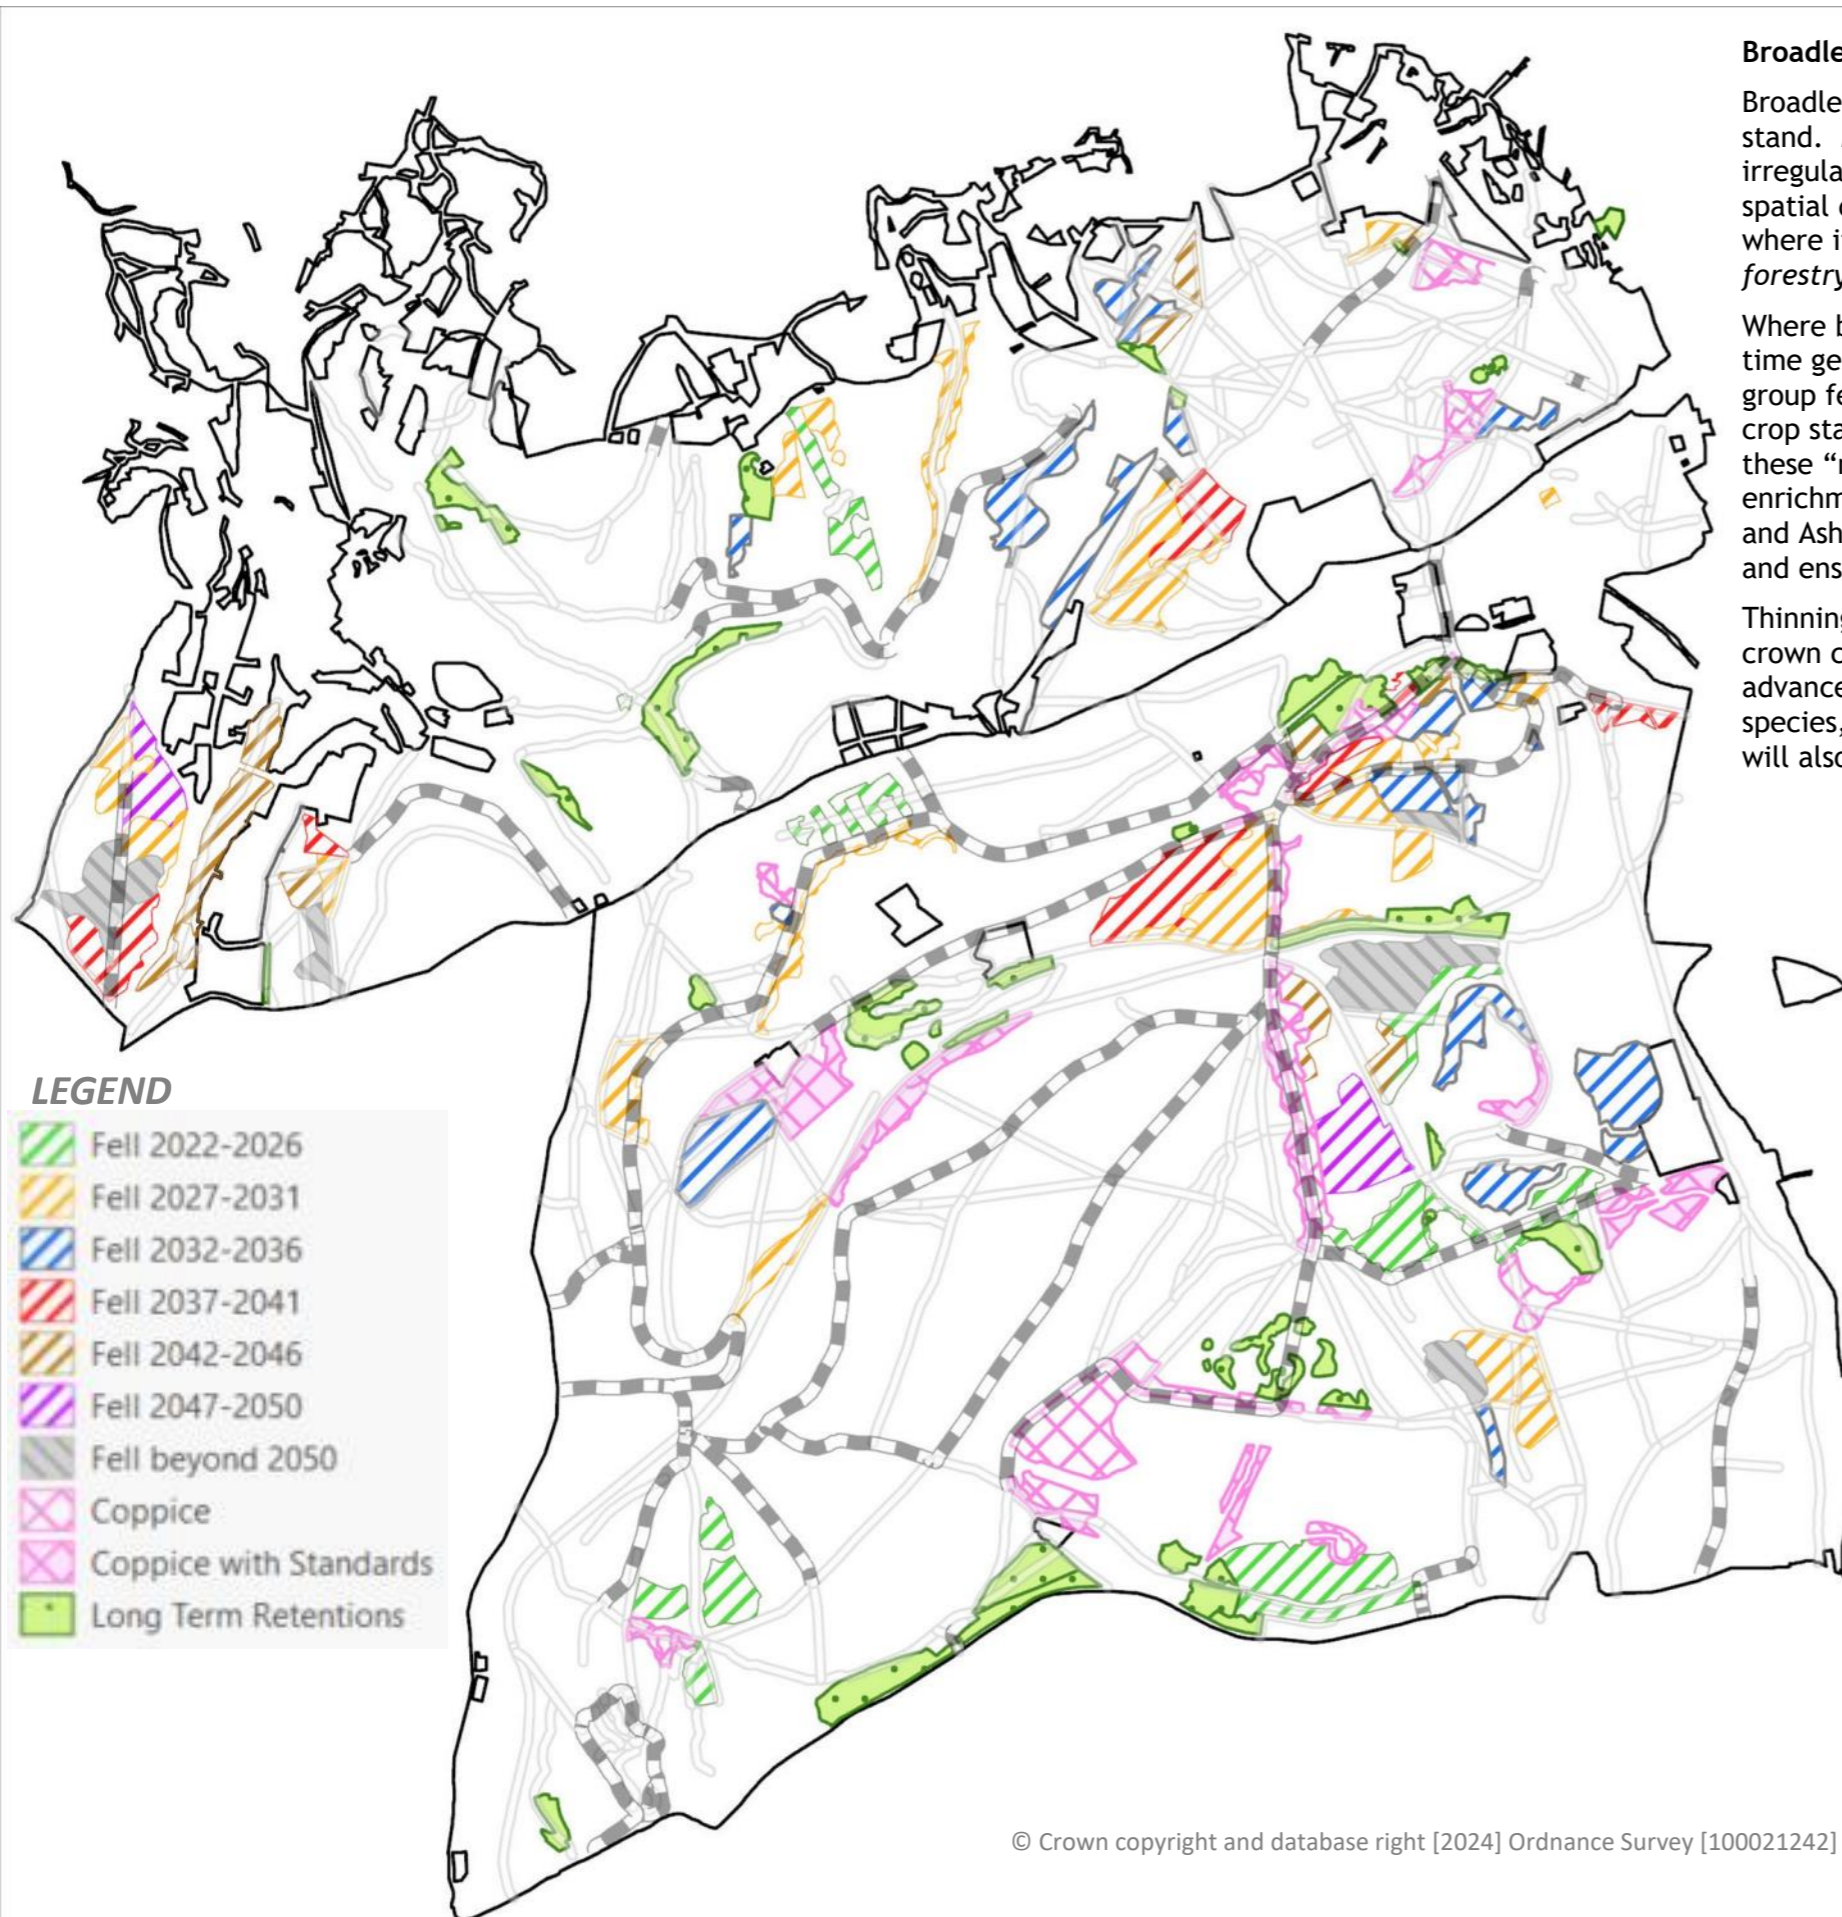 Broadle
Broadle
stand.
irregula
spatial
where i
forestry
Where b
time ge
group fe
crop sta
these “r
enrichm
and Ash
and ens
Thinning
crown c
advance
species,
will also
LEGEND
Fell 2022-2026
Fell 2027-2031
Fell 2032-2036
Fell 2037-2041
Fell 2042-2046
Fell 2047-2050
Fell beyond 2050
Coppice
Coppice with Standards
Long Term Retentions
© Crown copyright and database right [2024] Ordnance Survey [100021242]